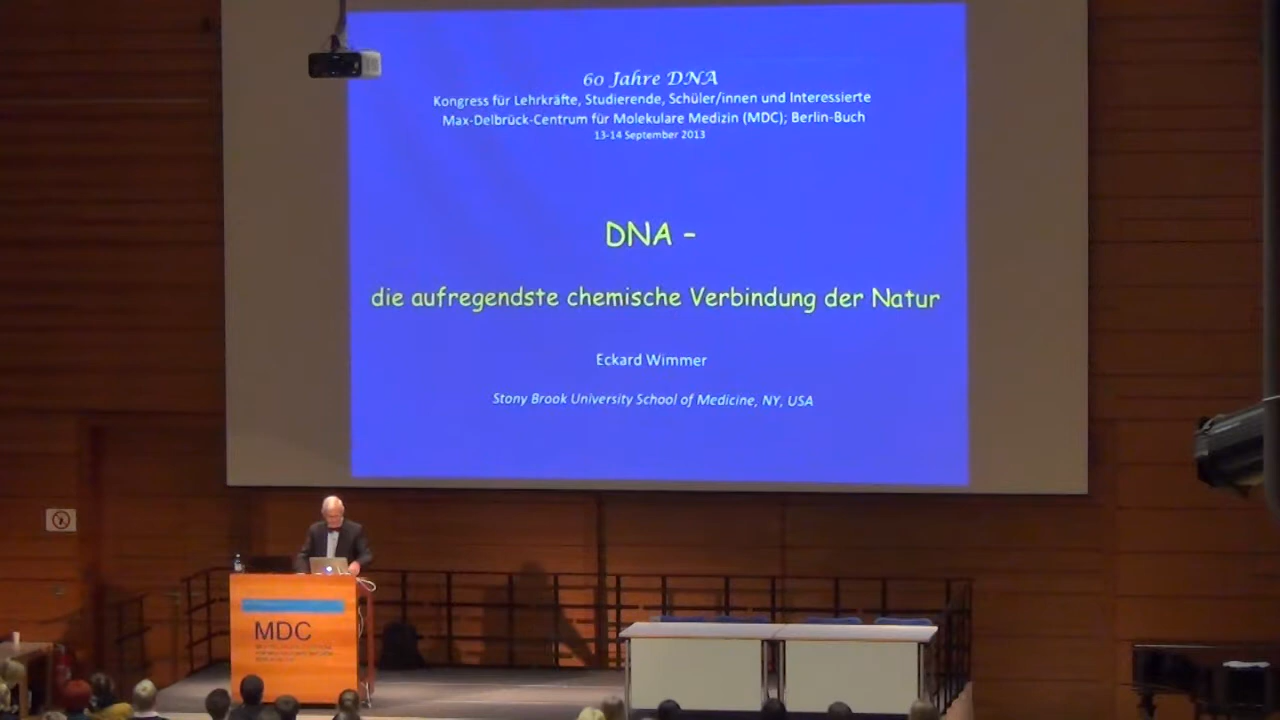 60 Jahre DNA
Kongress für Lehrkräfte, Studierende, Schüler/innen und Interessierte
Max-Delbrück-Centrum für Molekulare Medizin (MDC); Berlin-Buch
13-14 September 2013
DNA –
die aufregendste chemische Verbindung der Natur
Eckard Wimmer
Stony Brook University School of Medicine, NY, USA
MDC